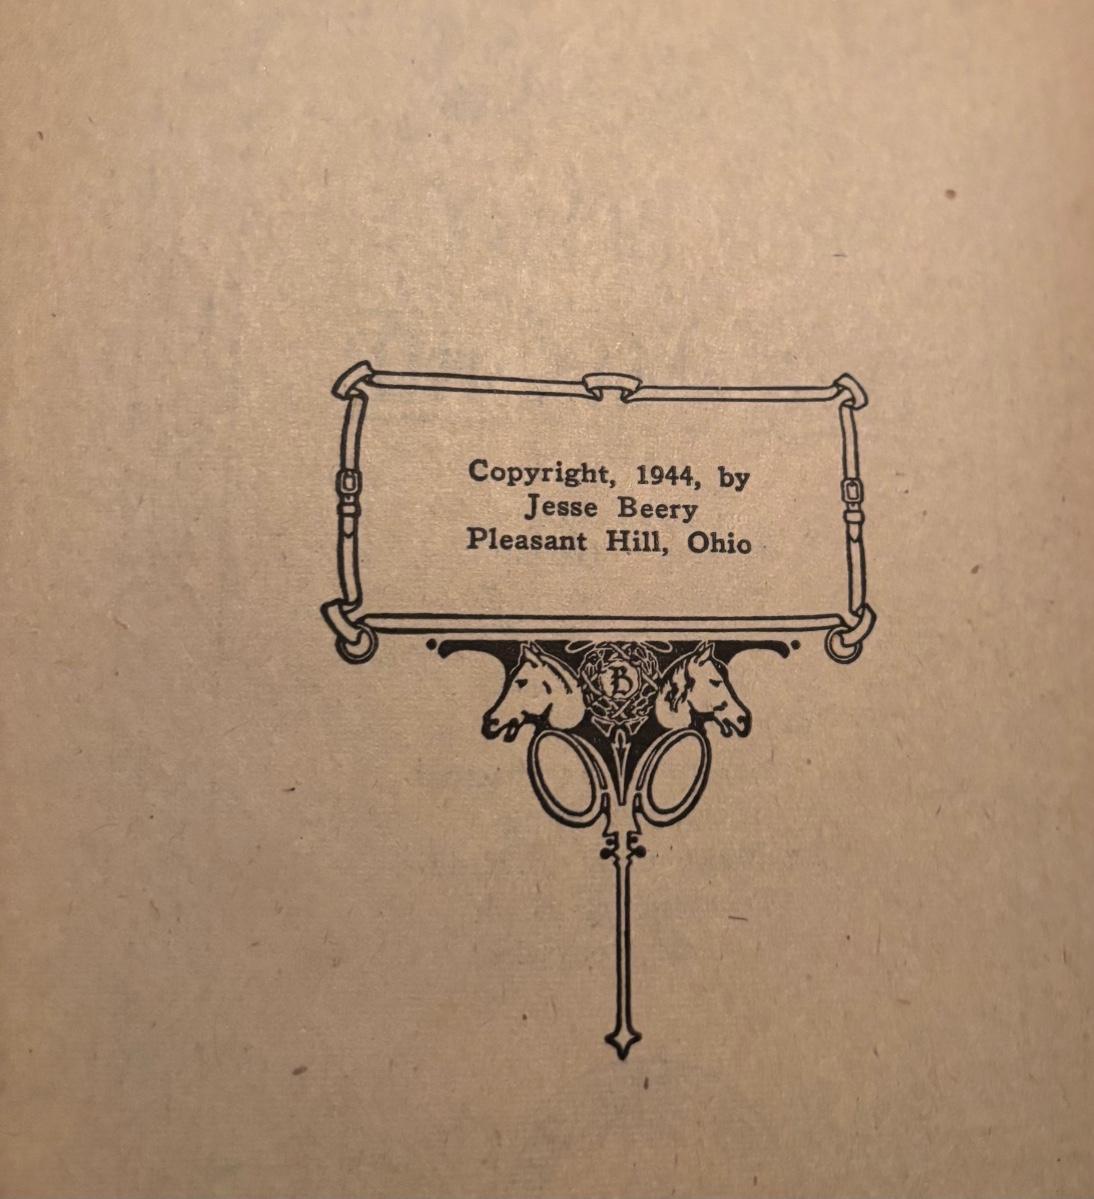 Copyright, 1944, by
Jesse Beery
Pleasant Hill, Ohio
B